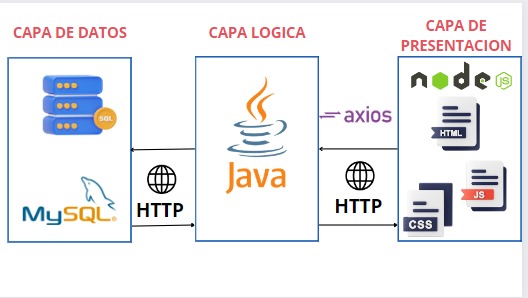 CAPA DE DATOS
CAPA LOGICA
CAPA DE
PRESENTACION
SQL
MySQL®
HTTP
Java
axios
HTTP
node
JS
HTML
JS
CSS